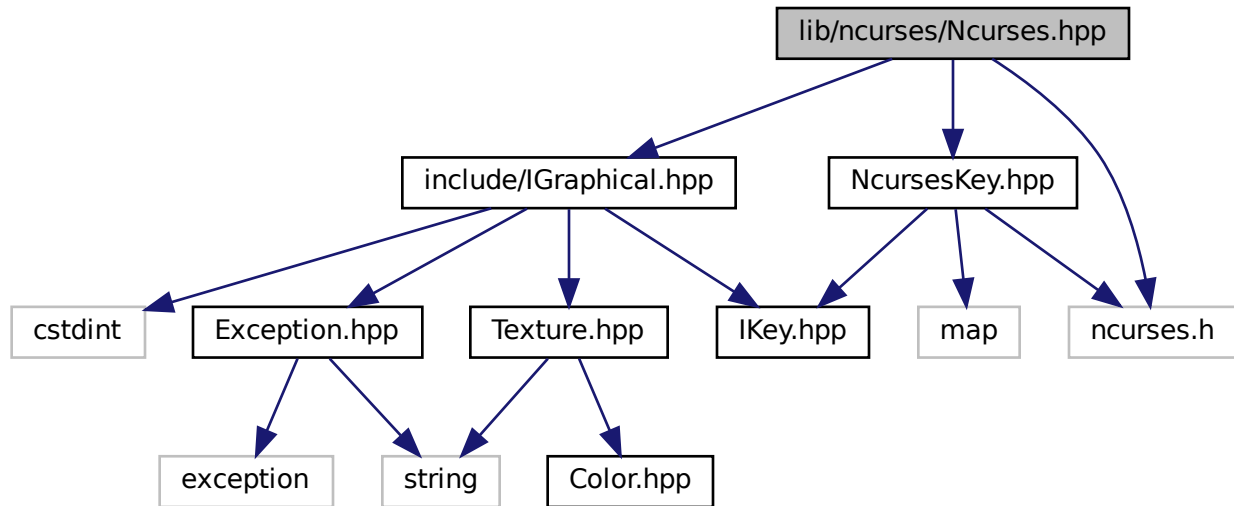 lib/ncurses/Ncurses.hpp
include/IGraphical.hpp
NcursesKey.hpp
cstdint
Exception.hpp
Texture.hpp
IKey.hpp
map
ncurses.h
exception
string
Color.hpp